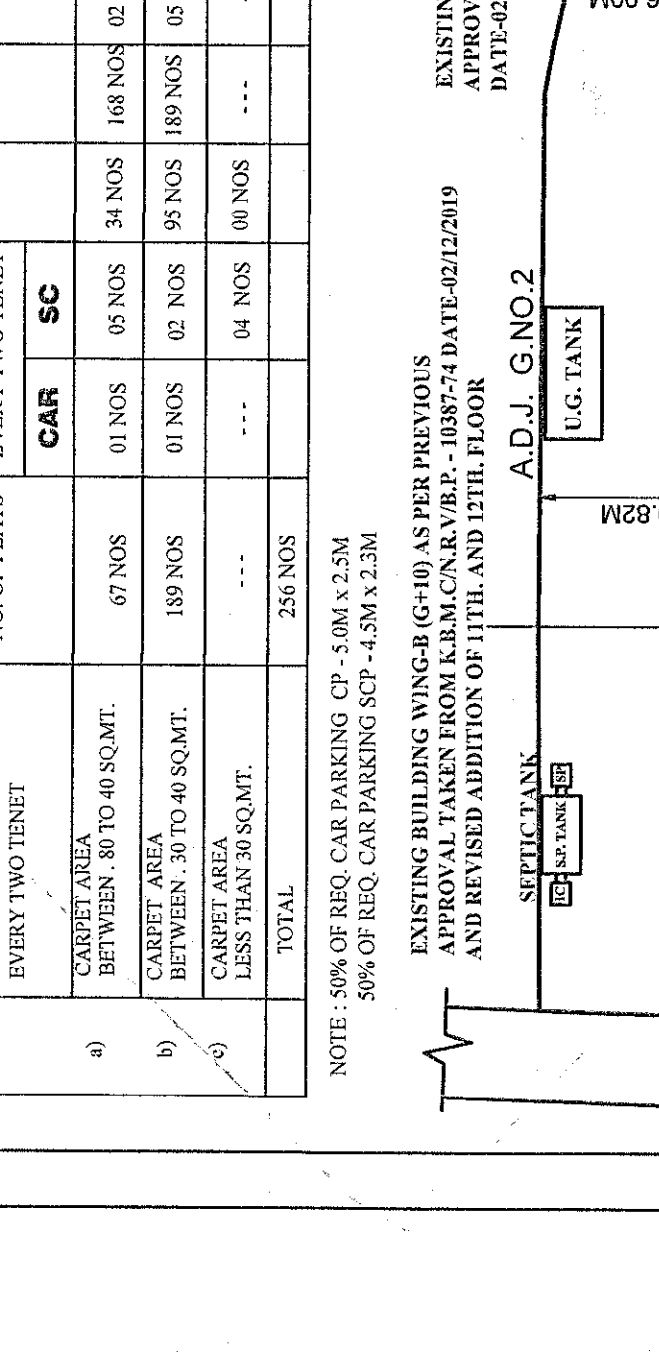 EVERY TWO TENET
CAR SC
a) CARPET AREA BETWEEN . 80 TO 40 SQ.MT. 67 NOS 01 NOS 05 NOS 34 NOS 168 NOS 02
b) CARPET AREA BETWEEN . 30 TO 40 SQ.MT. 189 NOS 01 NOS 02 NOS 95 NOS 189 NOS 05
c) CARPET AREA LESS THAN 30 SQ.MT. --- --- 04 NOS 00 NOS ---
TOTAL 256 NOS
NOTE : 50% OF REQ. CAR PARKING CP - 5.0M x 2.5M
50% OF REQ. CAR PARKING SCP - 4.5M x 2.3M
EXISTING BUILDING WING-B (G+10) AS PER PREVIOUS
APPROVAL TAKEN FROM K.B.M.C/N.R.V/B.P. - 10387-74 DATE-02/12/2019
AND REVISED ADDITION OF 11TH. AND 12TH. FLOOR
EXISTIN
APPROV
DATE-02
SEPTIC TANK
IC S.P. TANK SP
A.D.J. G.NO.2
U.G. TANK
.82M